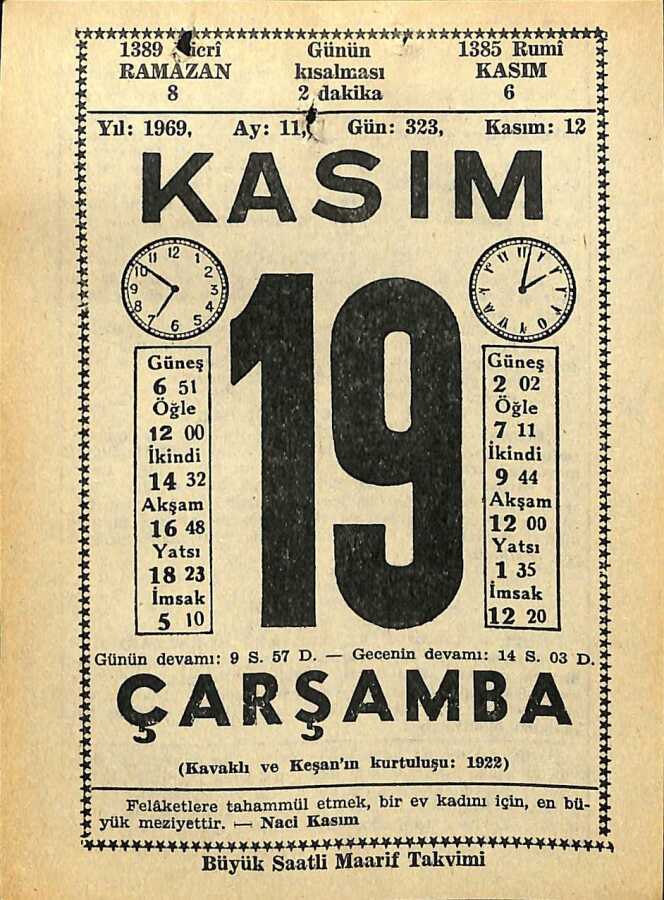 1389 Hicrî Günün 1385 Rumî
RAMAZAN kısalması KASIM
8 2 dakika 6
Yıl: 1969, Ay: 11, Gün: 323, Kasım: 12
KASIM
19
Güneş
6 51
Öğle
12 00
İkindi
14 32
Akşam
16 48
Yatsı
18 23
İmsak
5 10
Güneş
2 02
Öğle
7 11
İkindi
9 44
Akşam
12 00
Yatsı
1 35
İmsak
12 20
Günün devamı: 9 S. 57 D. — Gecenin devamı: 14 S. 03 D.
ÇARŞAMBA
(Kavaklı ve Keşan'ın kurtuluşu: 1922)
Felâketlere tahammül etmek, bir ev kadını için, en bü-
yük meziyettir. — Naci Kasım
Büyük Saatli Maarif Takvimi